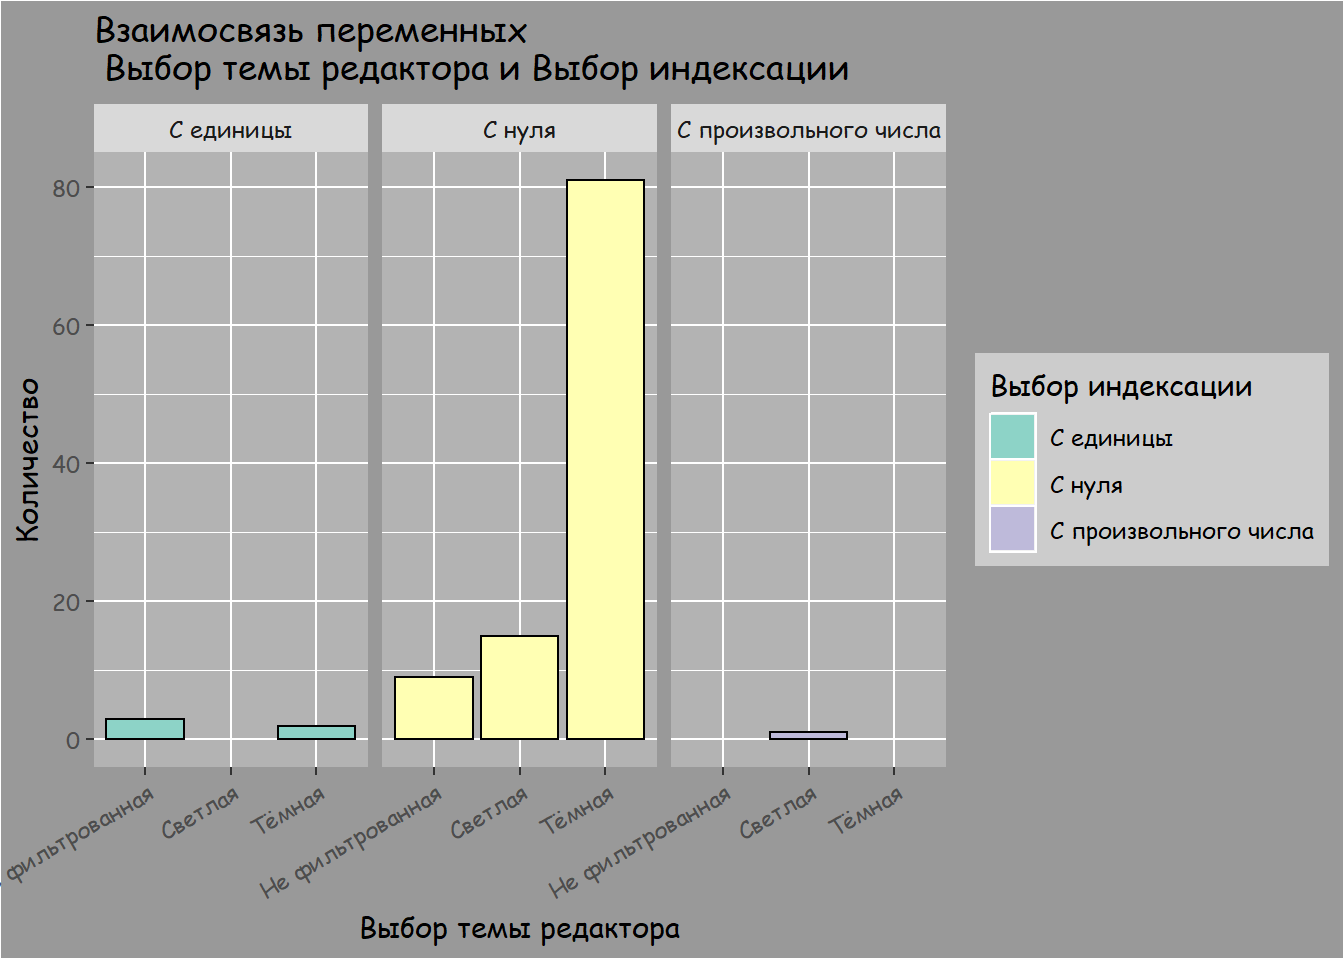 Взаимосвязь переменных
Выбор темы редактора и Выбор индексации
С единицы
С нуля
С произвольного числа
Количество
80
60
40
20
0
фильтрованная
Светлая
Тёмная
Не фильтрованная
Светлая
Тёмная
Не фильтрованная
Светлая
Тёмная
Выбор темы редактора
Выбор индексации
С единицы
С нуля
С произвольного числа